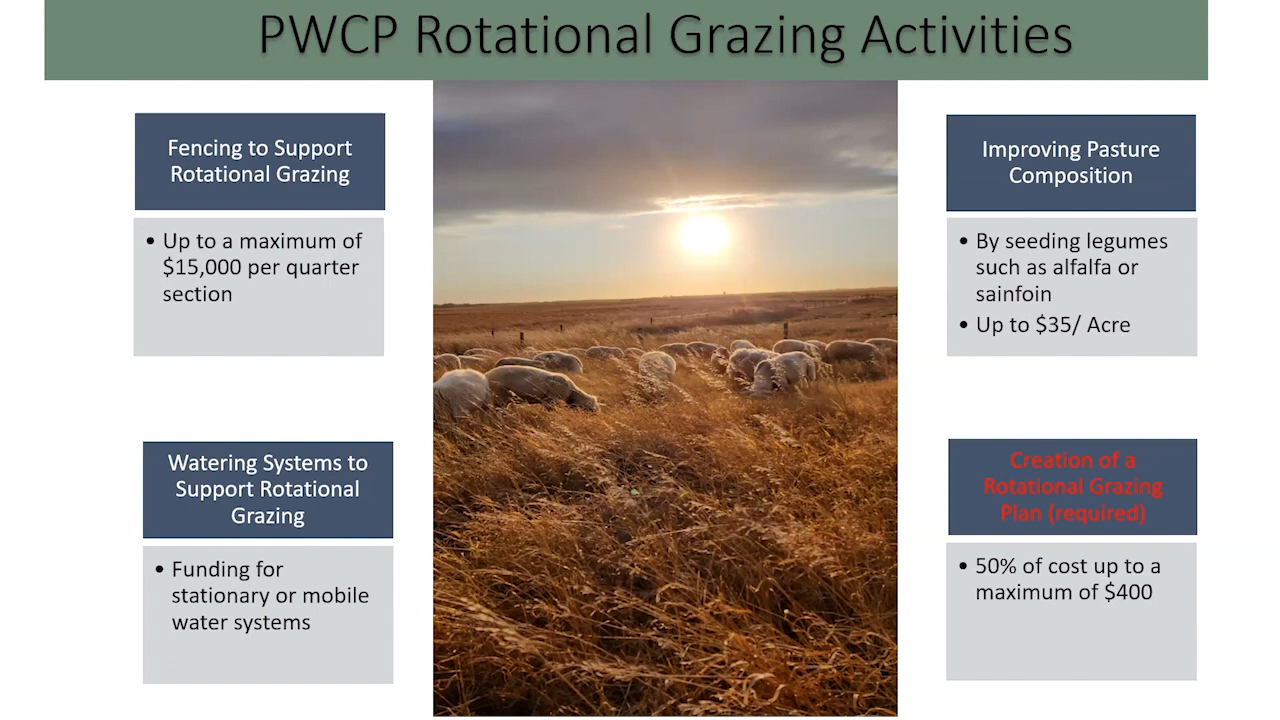 PWCP Rotational Grazing Activities
Fencing to Support
Rotational Grazing
• Up to a maximum of
$15,000 per quarter
section
Watering Systems to
Support Rotational
Grazing
• Funding for
stationary or mobile
water systems
Improving Pasture
Composition
• By seeding legumes
such as alfalfa or
sainfoin
• Up to $35/ Acre
Creation of a
Rotational Grazing
Plan (required)
• 50% of cost up to a
maximum of $400